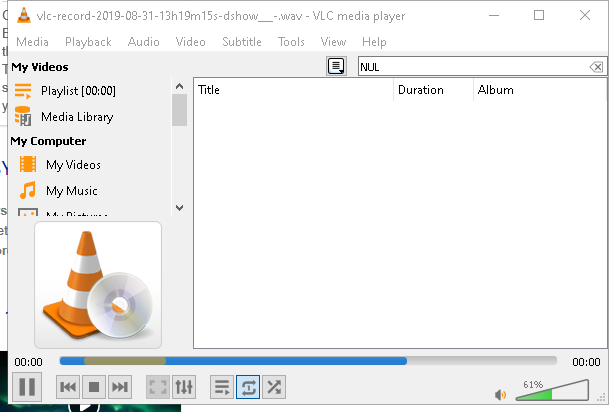 vlc-record-2019-08-31-13h19m15s-dshow___-.wav - VLC media player
Media Playback Audio Video Subtitle Tools View Help
My Videos
NUL
Playlist [00:00]
Media Library
My Computer
My Videos
My Music
My Pictures
Title Duration Album
00:00
00:00
61%